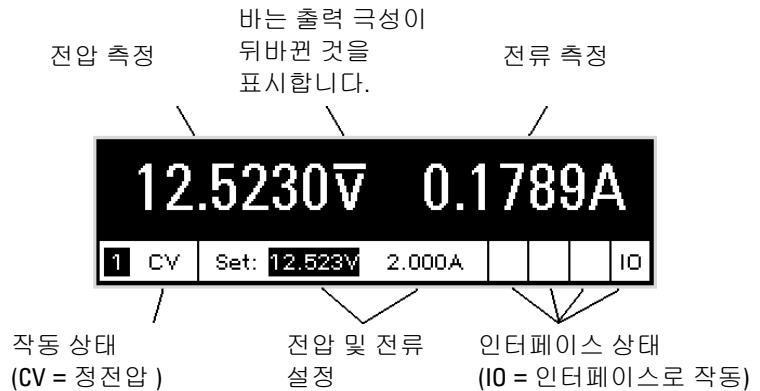 바는 출력 극성이
뒤바뀐 것을
표시합니다.
전압 측정
전류 측정
12.5230V̅ 0.1789A
1 CV Set: 12.523V 2.000A IO
작동 상태
(CV = 정전압 )
전압 및 전류
설정
인터페이스 상태
(IO = 인터페이스로 작동)